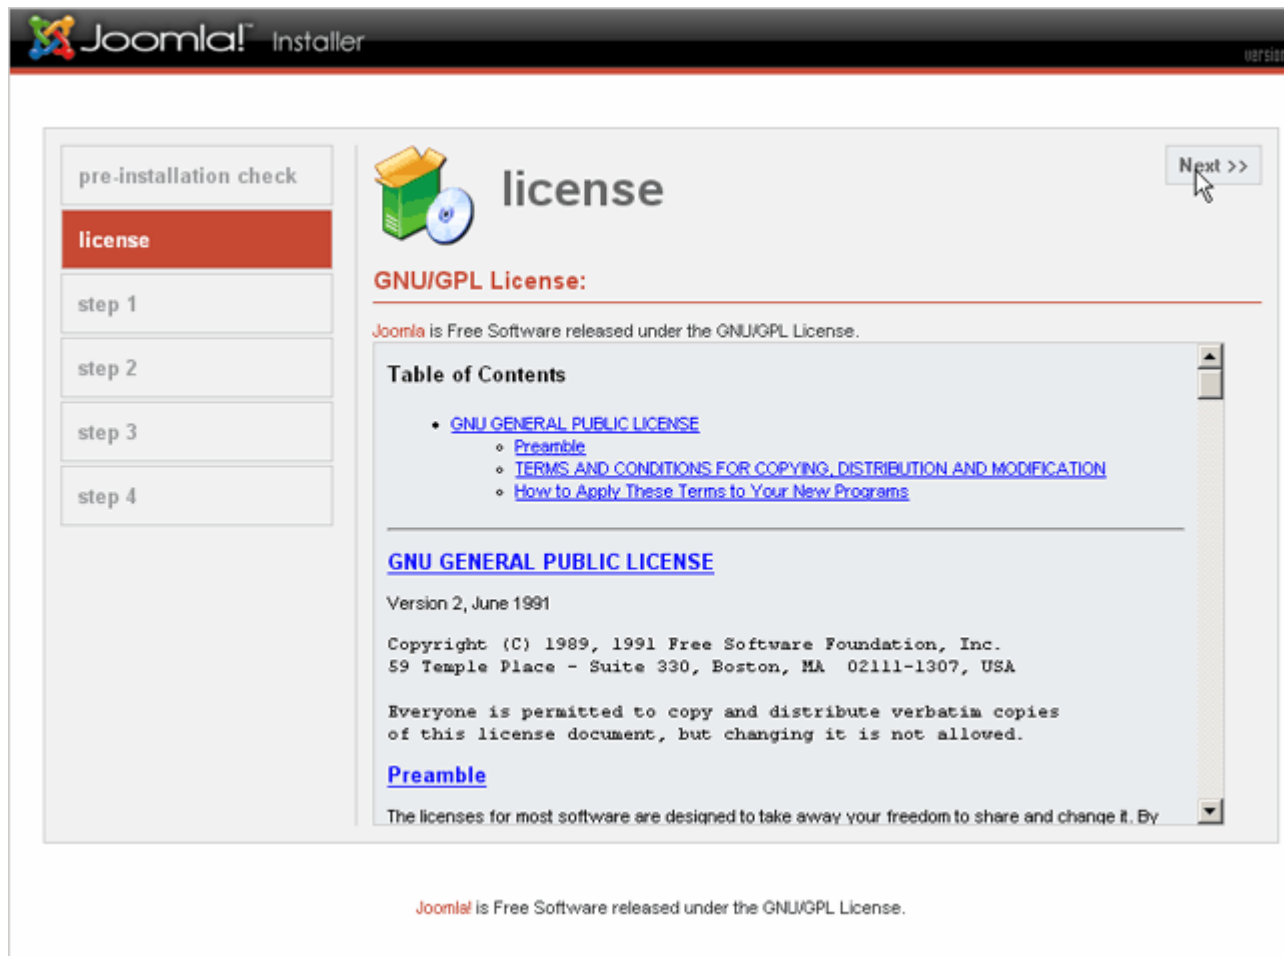 Joomla!™ Installer
version
pre-installation check
license
step 1
step 2
step 3
step 4
license
Next >>
GNU/GPL License:
Joomla is Free Software released under the GNU/GPL License.
Table of Contents
• GNU GENERAL PUBLIC LICENSE
◦ Preamble
◦ TERMS AND CONDITIONS FOR COPYING, DISTRIBUTION AND MODIFICATION
◦ How to Apply These Terms to Your New Programs
GNU GENERAL PUBLIC LICENSE
Version 2, June 1991
Copyright (C) 1989, 1991 Free Software Foundation, Inc.
59 Temple Place - Suite 330, Boston, MA  02111-1307, USA
Everyone is permitted to copy and distribute verbatim copies
of this license document, but changing it is not allowed.
Preamble
The licenses for most software are designed to take away your freedom to share and change it. By
Joomla! is Free Software released under the GNU/GPL License.